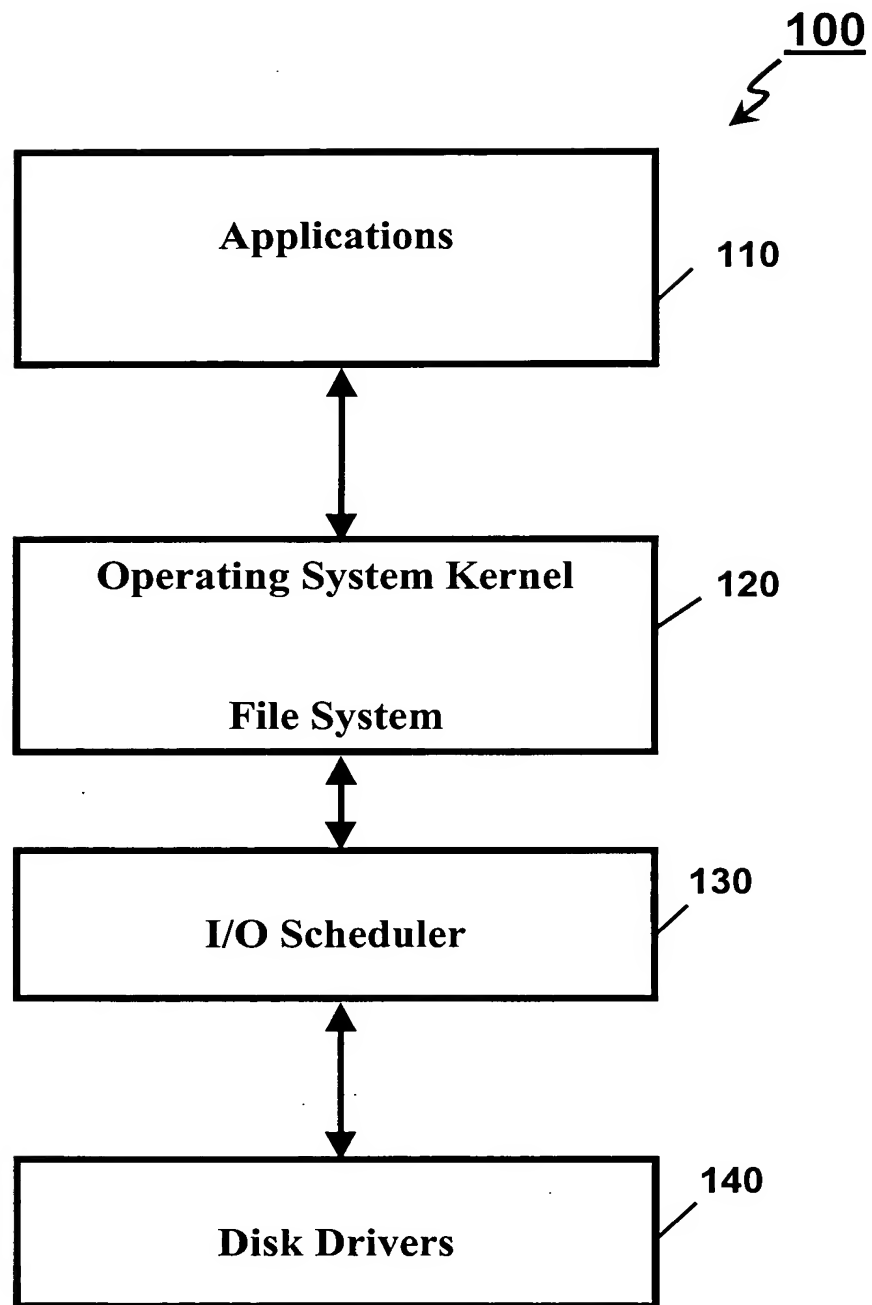 100
Applications
110
Operating System Kernel
120
File System
130
I/O Scheduler
140
Disk Drivers